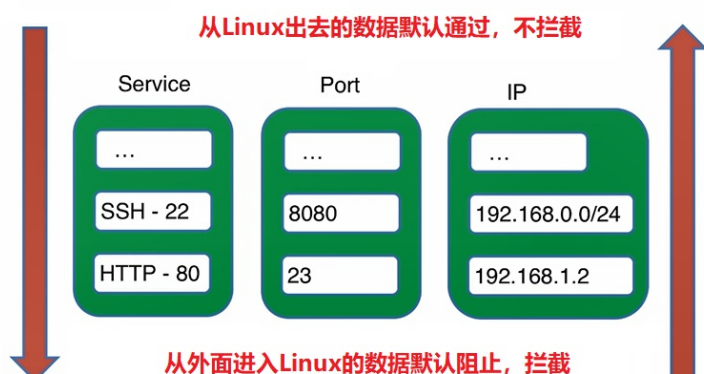 从Linux出去的数据默认通过，不拦截
Service
Port
IP
...
...
...
SSH - 22
8080
192.168.0.0/24
HTTP - 80
23
192.168.1.2
从外面进入Linux的数据默认阻止，拦截